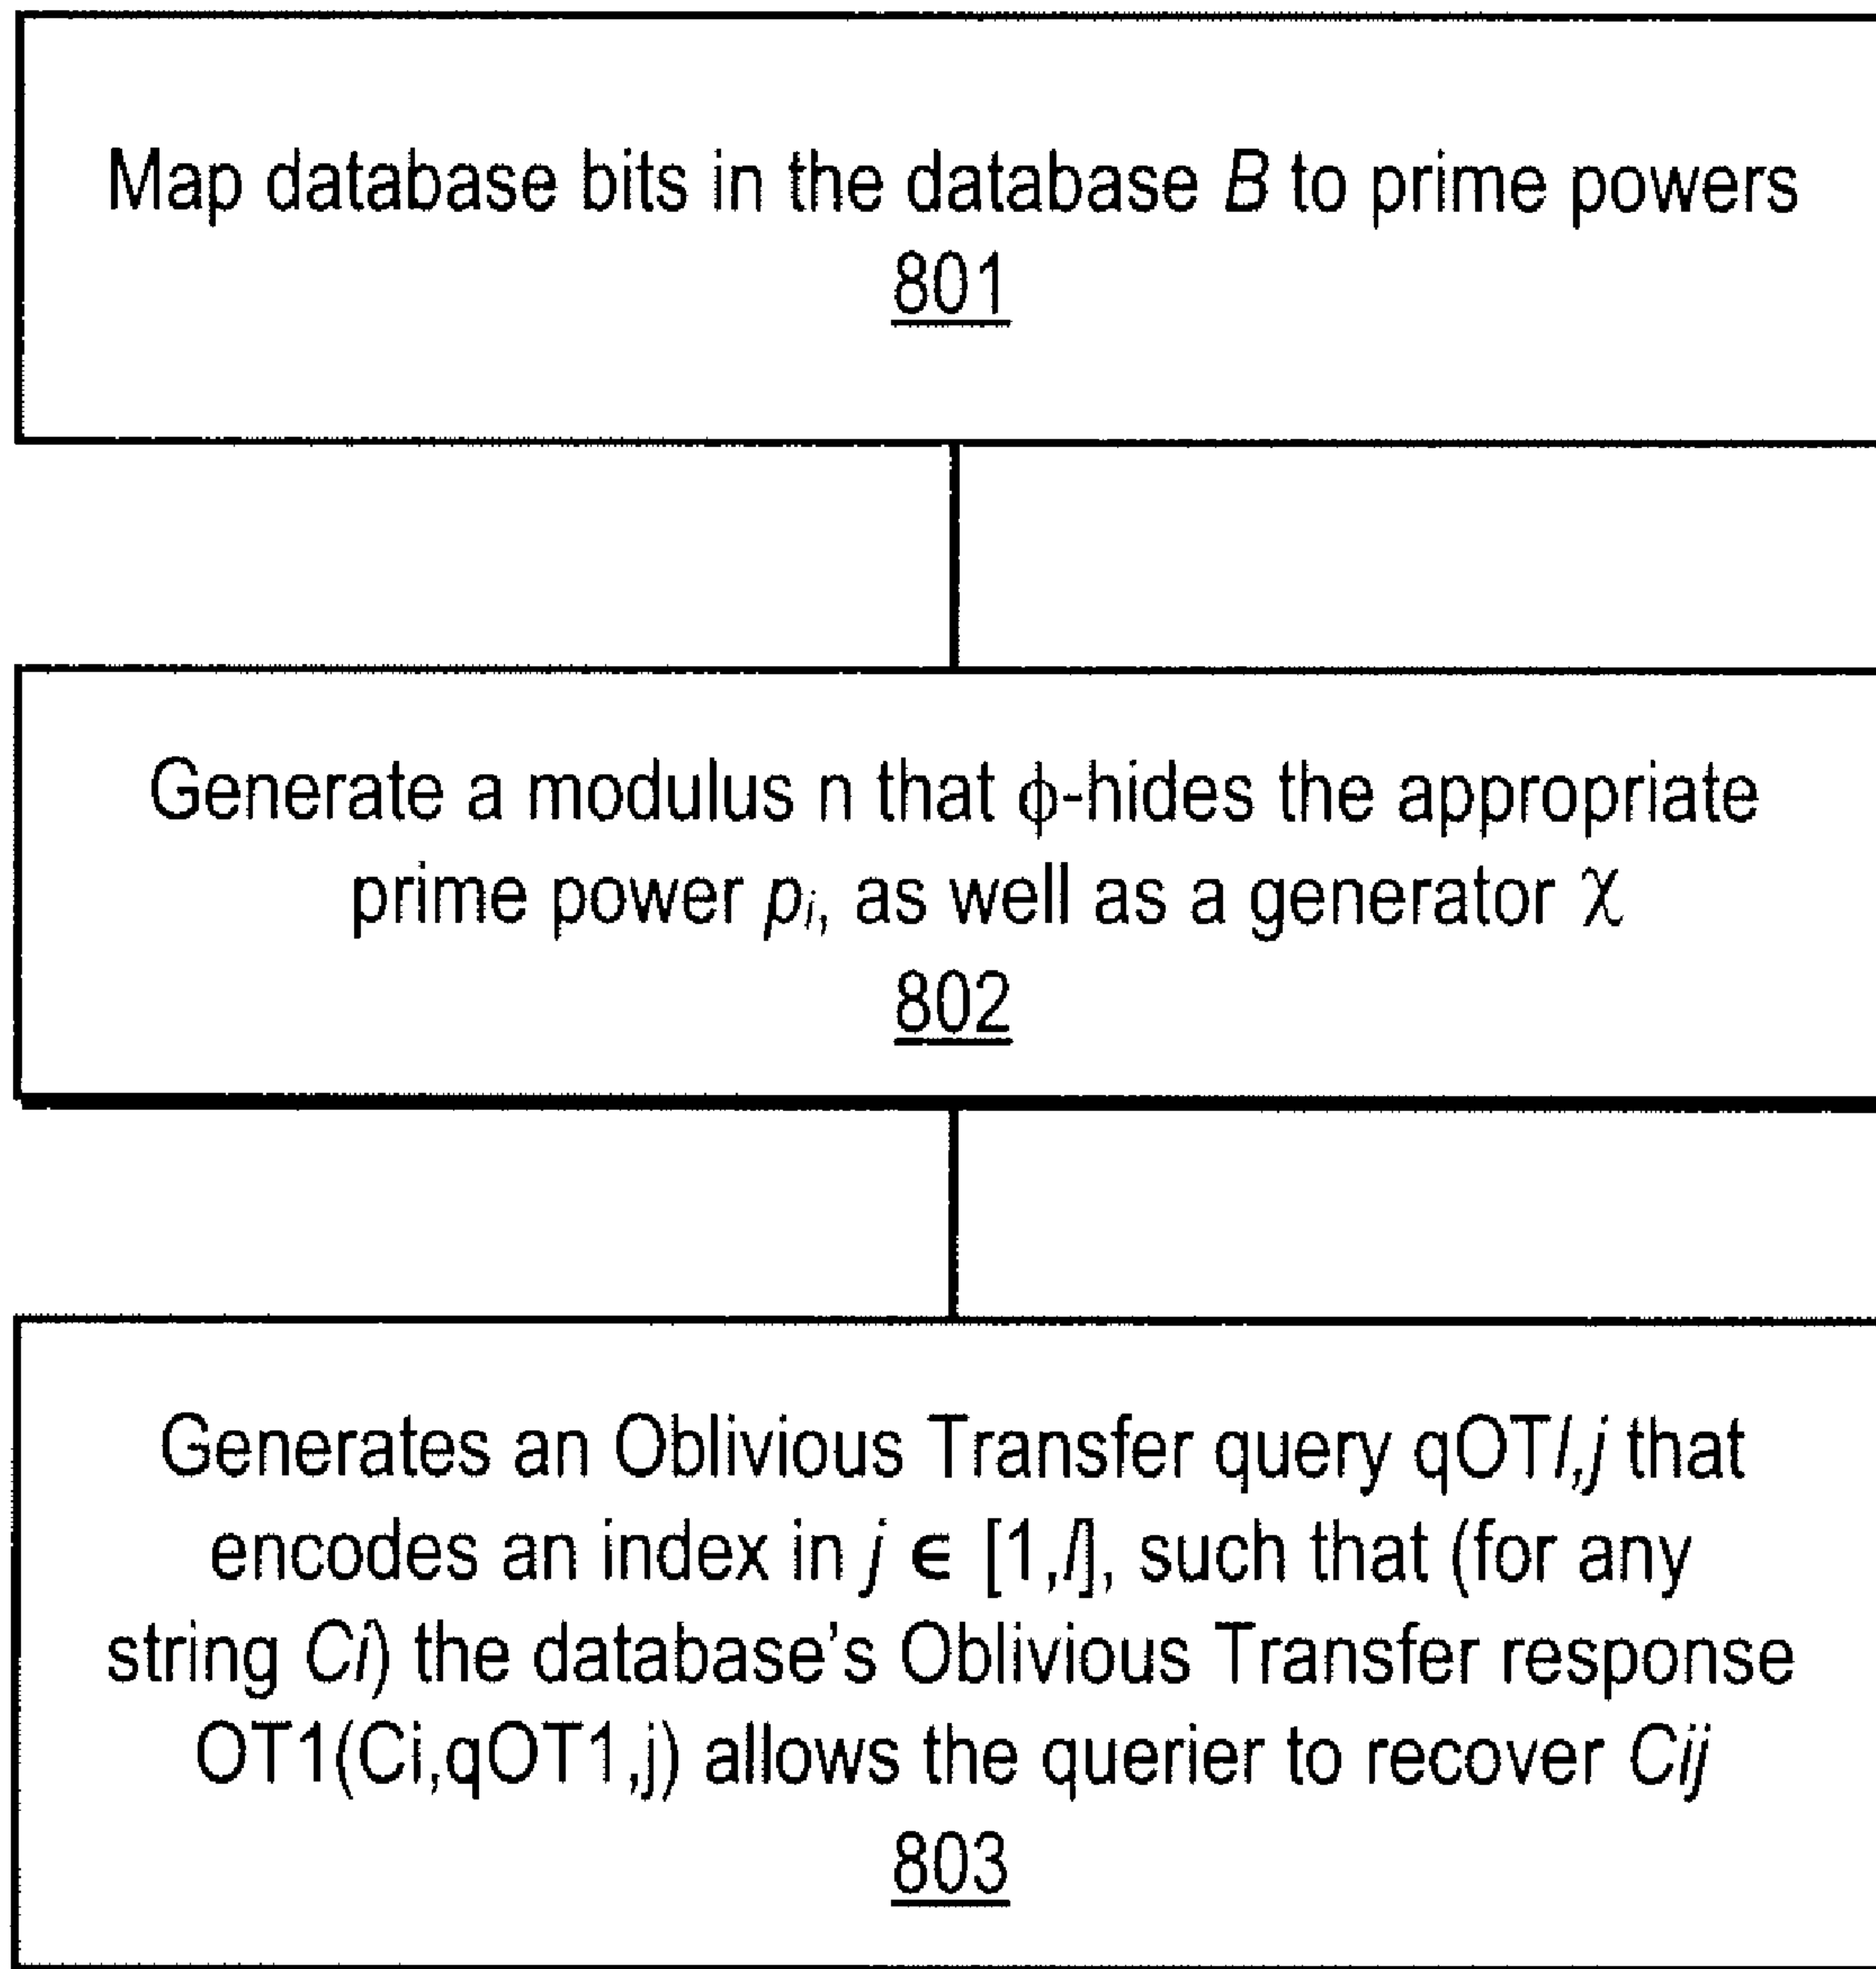 Map database bits in the database B to prime powers
801
Generate a modulus n that ϕ-hides the appropriate
prime power pi, as well as a generator χ
802
Generates an Oblivious Transfer query qOTl,j that
encodes an index in j ∈ [1,l], such that (for any
string Ci) the database's Oblivious Transfer response
OT1(Ci,qOT1,j) allows the querier to recover Cij
803